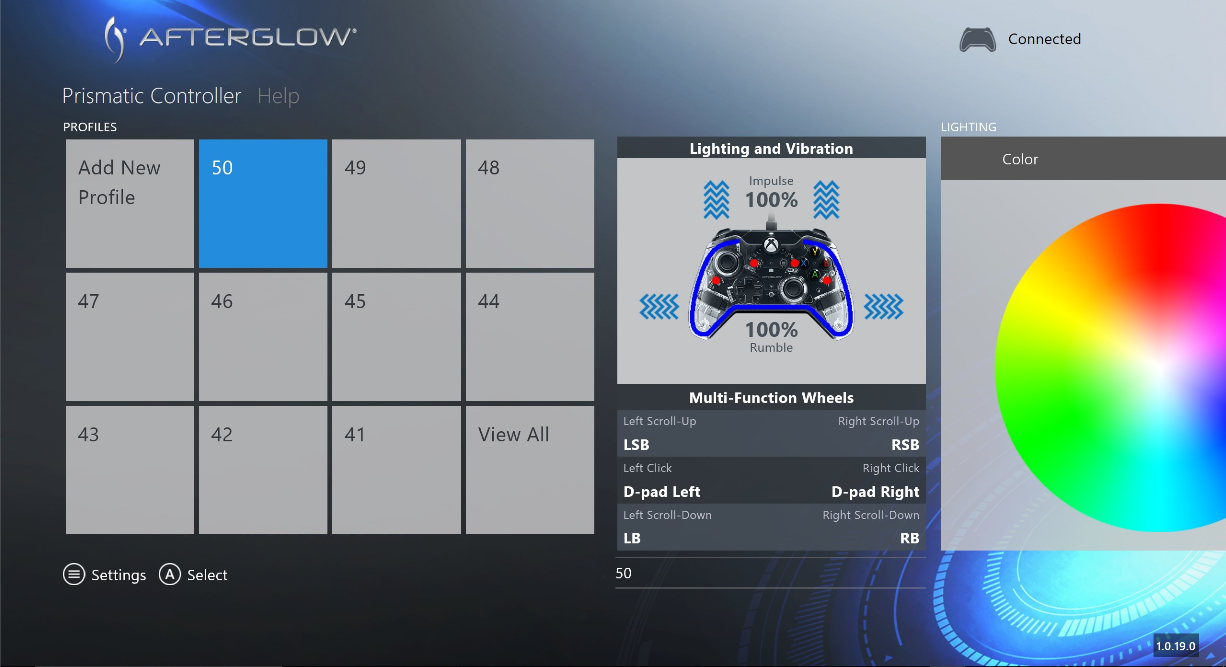 AFTERGLOW®
Connected
Prismatic Controller Help
PROFILES
Add New
Profile
50
49
48
47
46
45
44
43
42
41
View All
Settings
A Select
Lighting and Vibration
Impulse
100%
Y
X
A
100%
Rumble
Multi-Function Wheels
Left Scroll-Up Right Scroll-Up
LSB RSB
Left Click Right Click
D-pad Left D-pad Right
Left Scroll-Down Right Scroll-Down
LB RB
50
LIGHTING
Color
1.0.19.0